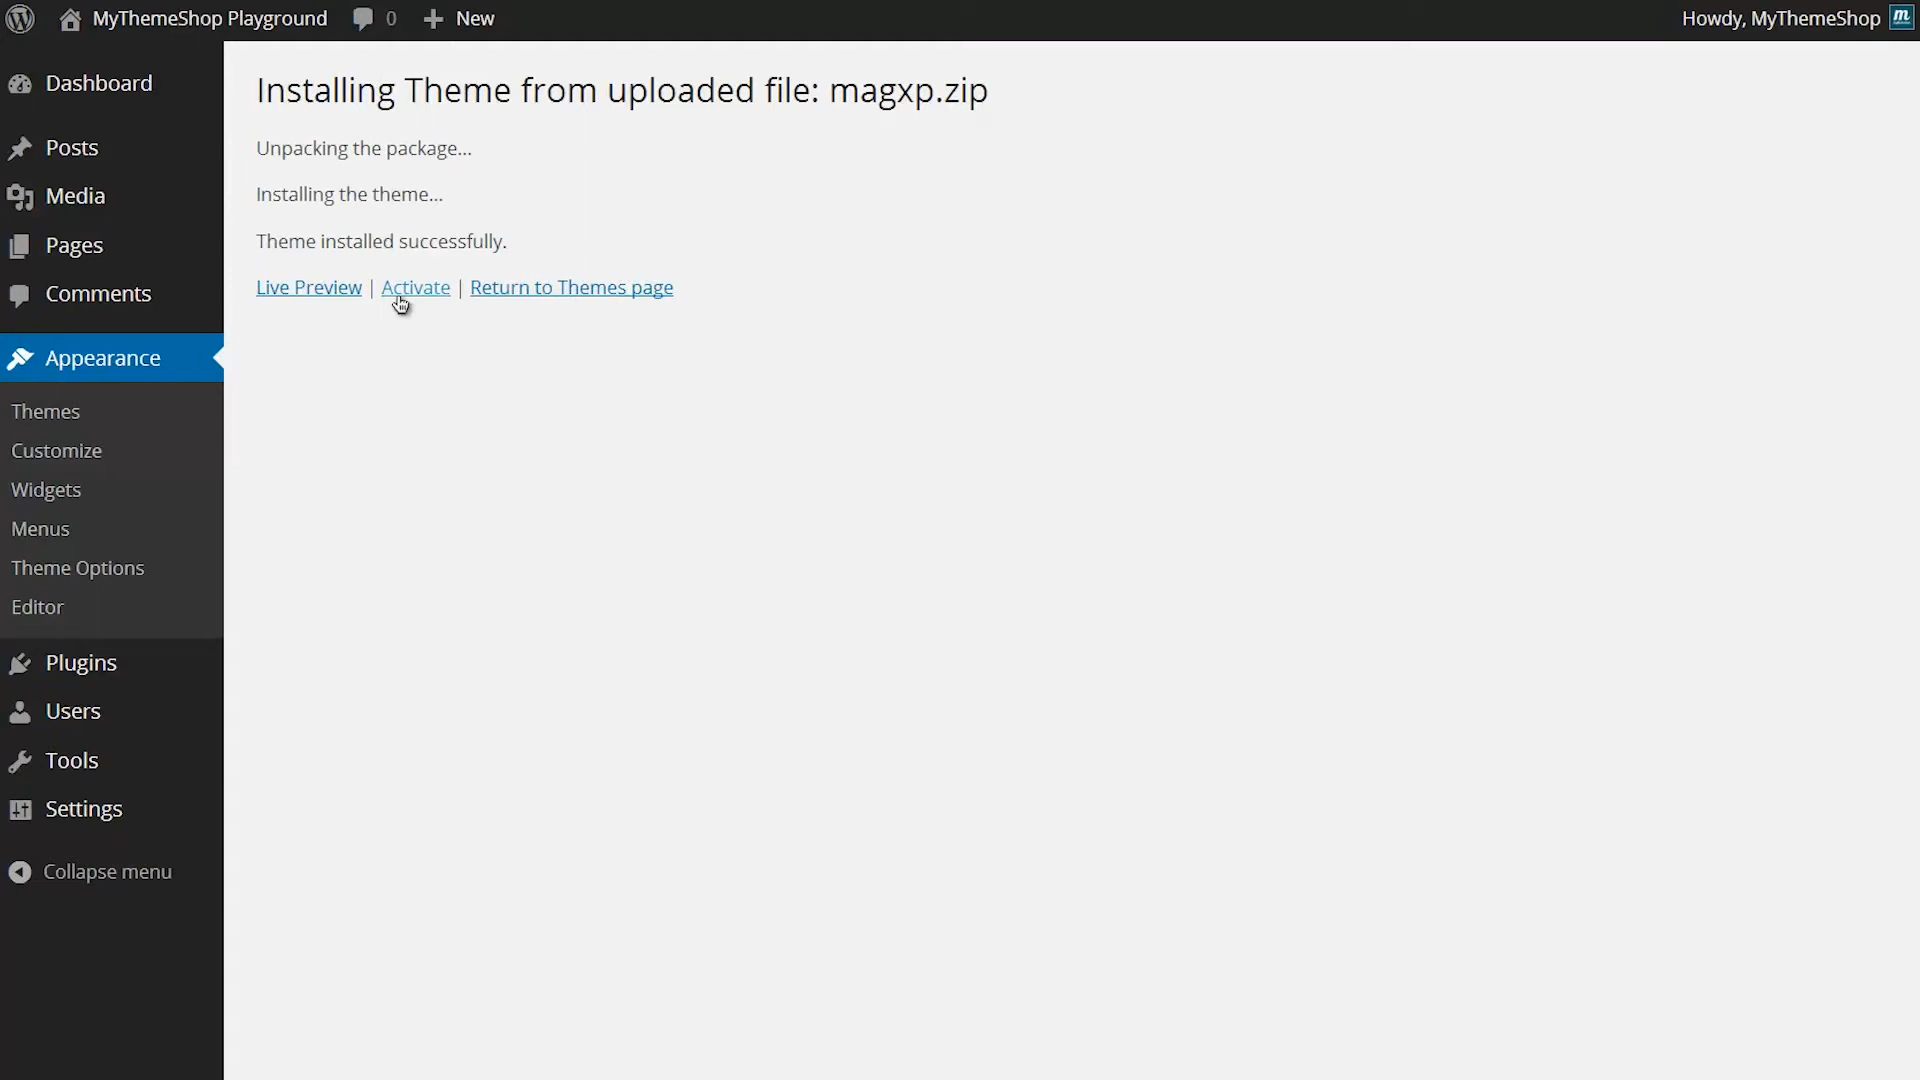 MyThemeShop Playground 0 New Howdy, MyThemeShop m
Dashboard
Posts
Media
Pages
Comments
Appearance
Themes
Customize
Widgets
Menus
Theme Options
Editor
Plugins
Users
Tools
Settings
Collapse menu
Installing Theme from uploaded file: magxp.zip
Unpacking the package...
Installing the theme...
Theme installed successfully.
Live Preview | Activate | Return to Themes page